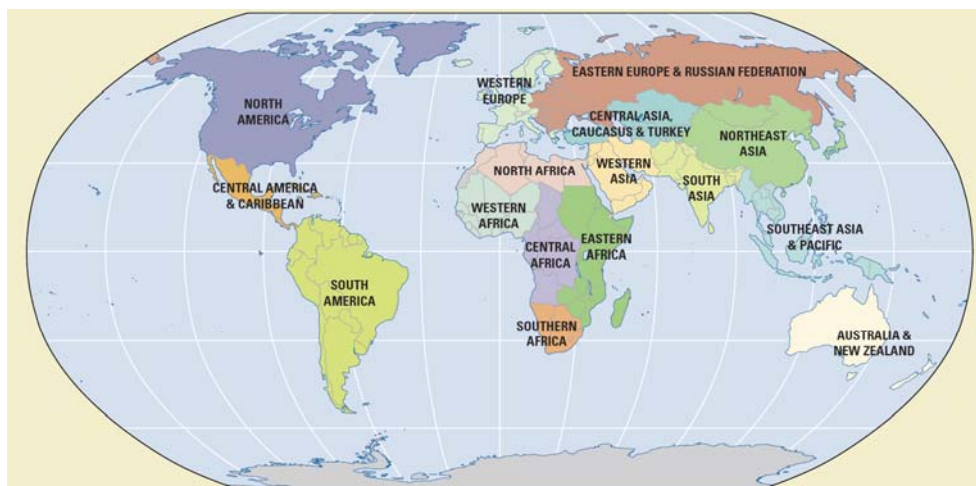 EASTERN EUROPE & RUSSIAN FEDERATION
WESTERN
EUROPE
NORTH
AMERICA
CENTRAL ASIA,
CAUCASUS & TURKEY
NORTHEAST
ASIA
NORTH AFRICA
WESTERN
ASIA
SOUTH
ASIA
CENTRAL AMERICA
& CARIBBEAN
WESTERN
AFRICA
SOUTHEAST ASIA
& PACIFIC
CENTRAL
AFRICA
EASTERN
AFRICA
SOUTH
AMERICA
SOUTHERN
AFRICA
AUSTRALIA &
NEW ZEALAND